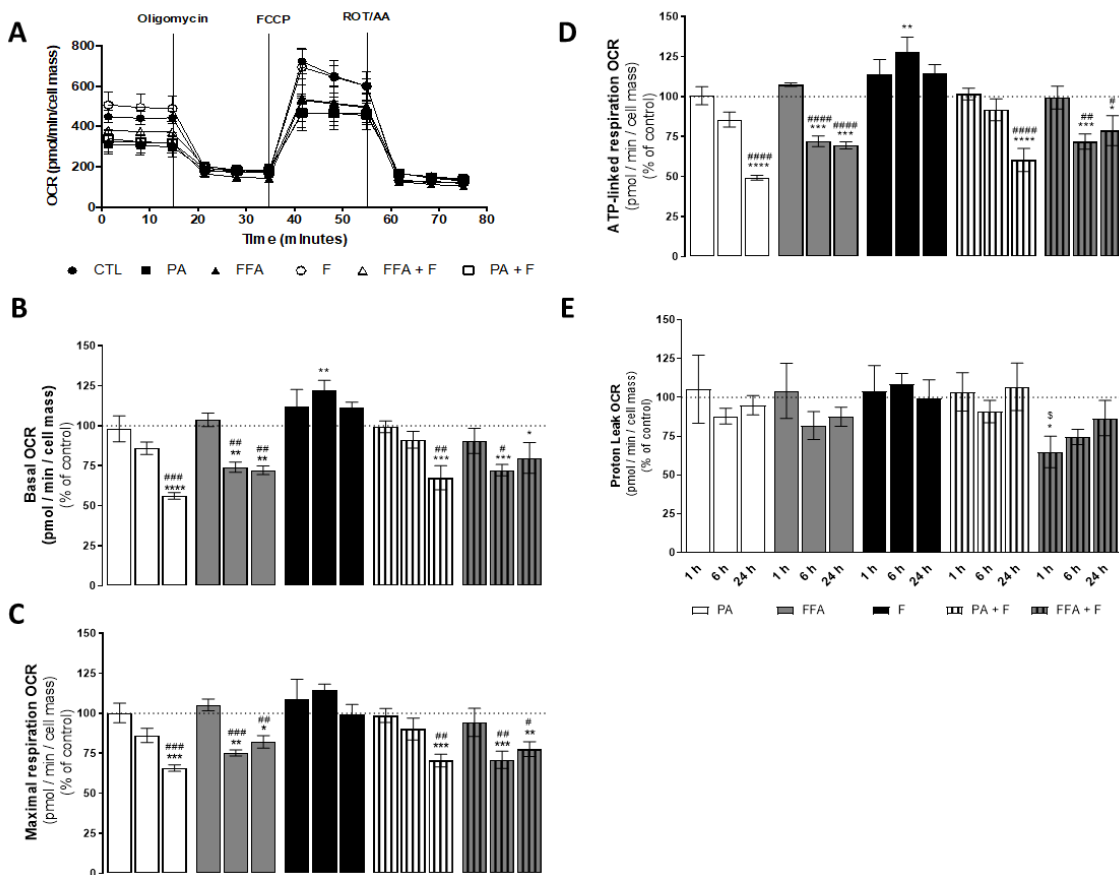 A
Oligomycin
FCCP
ROT/AA
OCR (pmol/min/cell mass)
800
600
400
200
0
0
10
20
30
40
50
60
70
80
Time (minutes)
CTL
PA
FFA
F
FFA + F
PA + F
B
Basal OCR
(pmol / min / cell mass)
(% of control)
150
125
100
75
50
25
0
###
****
##
**
##
**
**
##
***
#
***
*
C
Maximal respiration OCR
(pmol / min / cell mass)
(% of control)
150
125
100
75
50
25
0
###
***
###
**
##
*
##
***
##
***
#
**
D
ATP-linked respiration OCR
(pmol / min / cell mass)
(% of control)
150
125
100
75
50
25
0
####
****
####
***
####
***
**
####
****
##
***
#
*
E
Proton Leak OCR
(pmol / min / cell mass)
(% of control)
150
125
100
75
50
25
0
$
*
1 h
6 h
24 h
1 h
6 h
24 h
1 h
6 h
24 h
1 h
6 h
24 h
1 h
6 h
24 h
PA
FFA
F
PA + F
FFA + F